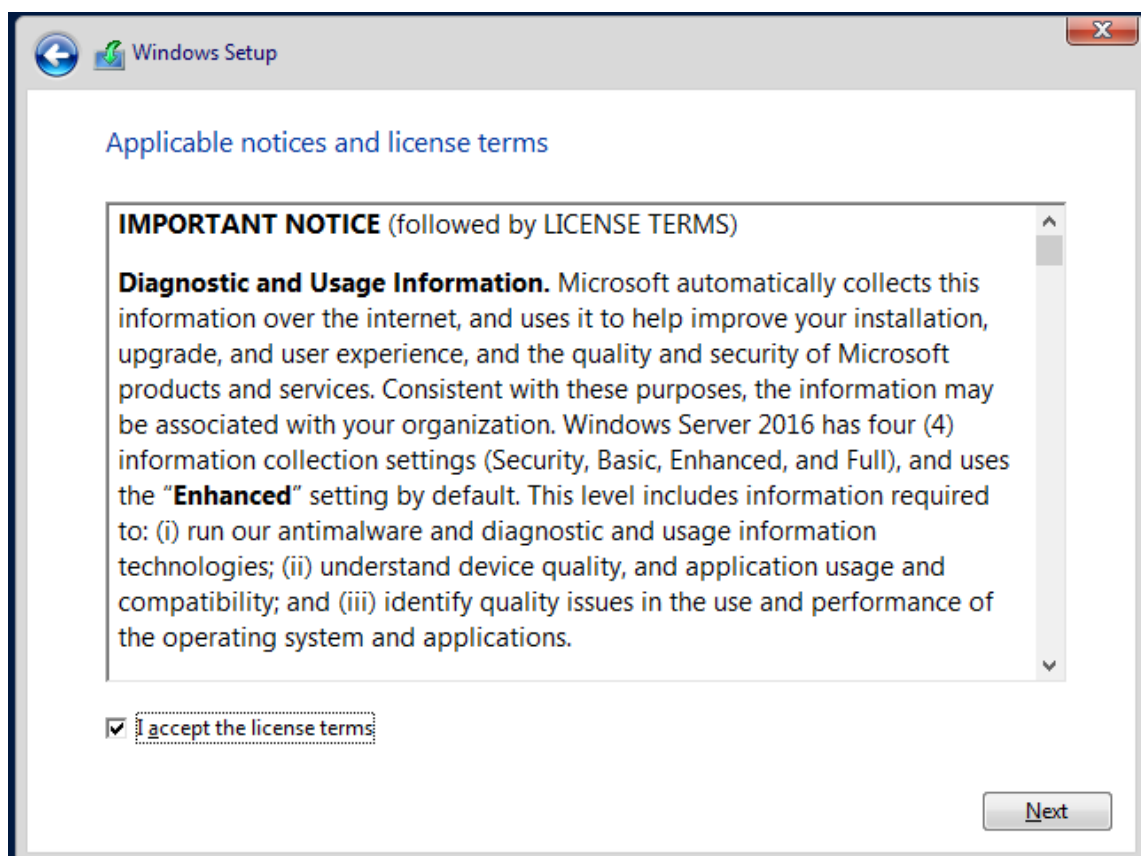 Windows Setup
Applicable notices and license terms
IMPORTANT NOTICE (followed by LICENSE TERMS)
Diagnostic and Usage Information. Microsoft automatically collects this
information over the internet, and uses it to help improve your installation,
upgrade, and user experience, and the quality and security of Microsoft
products and services. Consistent with these purposes, the information may
be associated with your organization. Windows Server 2016 has four (4)
information collection settings (Security, Basic, Enhanced, and Full), and uses
the “Enhanced” setting by default. This level includes information required
to: (i) run our antimalware and diagnostic and usage information
technologies; (ii) understand device quality, and application usage and
compatibility; and (iii) identify quality issues in the use and performance of
the operating system and applications.
I accept the license terms
Next